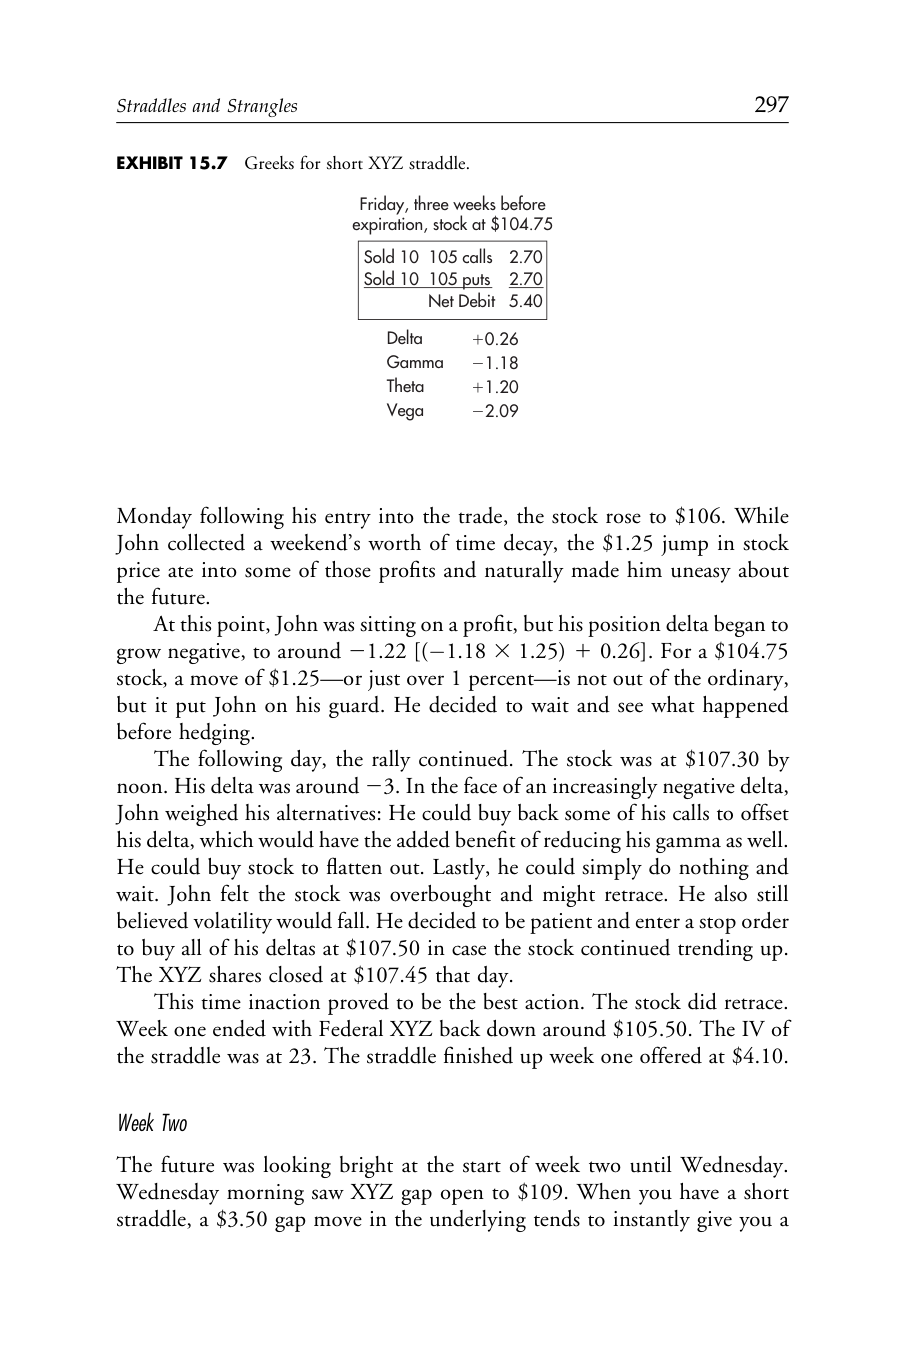 Straddles and Strangles 297
EXHIBIT 15.7 Greeks for short XYZ straddle.
Friday, three weeks before
expiration, stock at $104.75
Sold 10 105 calls 2.70
Sold 10 105 puts 2.70
Net Debit 5.40
Delta +0.26
Gamma −1.18
Theta +1.20
Vega −2.09
Monday following his entry into the trade, the stock rose to $106. While
John collected a weekend’s worth of time decay, the $1.25 jump in stock
price ate into some of those profits and naturally made him uneasy about
the future.
At this point, John was sitting on a profit, but his position delta began to
grow negative, to around −1.22 [(−1.18 × 1.25) + 0.26]. For a $104.75
stock, a move of $1.25—or just over 1 percent—is not out of the ordinary,
but it put John on his guard. He decided to wait and see what happened
before hedging.
The following day, the rally continued. The stock was at $107.30 by
noon. His delta was around −3. In the face of an increasingly negative delta,
John weighed his alternatives: He could buy back some of his calls to offset
his delta, which would have the added benefit of reducing his gamma as well.
He could buy stock to flatten out. Lastly, he could simply do nothing and
wait. John felt the stock was overbought and might retrace. He also still
believed volatility would fall. He decided to be patient and enter a stop order
to buy all of his deltas at $107.50 in case the stock continued trending up.
The XYZ shares closed at $107.45 that day.
This time inaction proved to be the best action. The stock did retrace.
Week one ended with Federal XYZ back down around $105.50. The IV of
the straddle was at 23. The straddle finished up week one offered at $4.10.
Week Two
The future was looking bright at the start of week two until Wednesday.
Wednesday morning saw XYZ gap open to $109. When you have a short
straddle, a $3.50 gap move in the underlying tends to instantly give you a